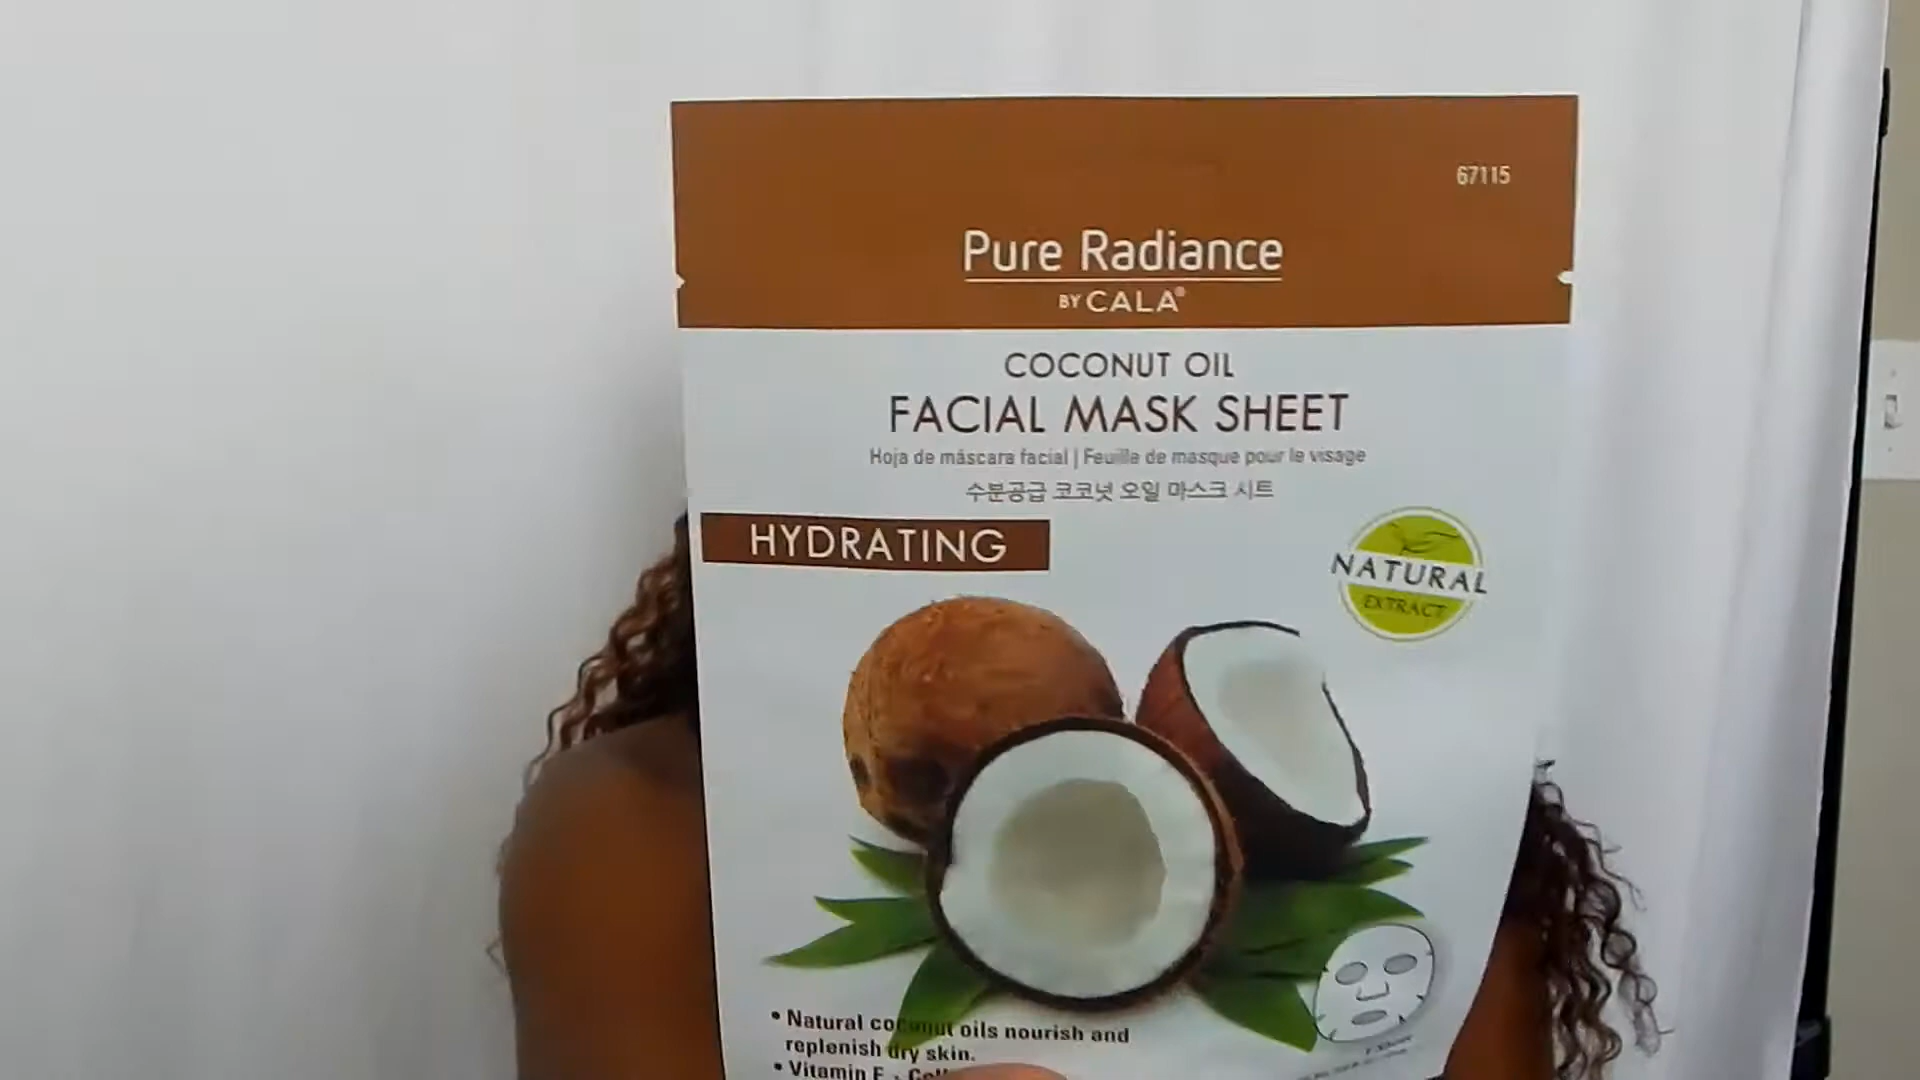 67115
Pure Radiance
BY CALA®
COCONUT OIL
FACIAL MASK SHEET
Hoja de máscara facial | Feuille de masque pour le visage
수분공급 코코넛 오일 마스크 시트
HYDRATING
NATURAL
EXTRACT
• Natural coconut oils nourish and
replenish dry skin.
• Vitamin E